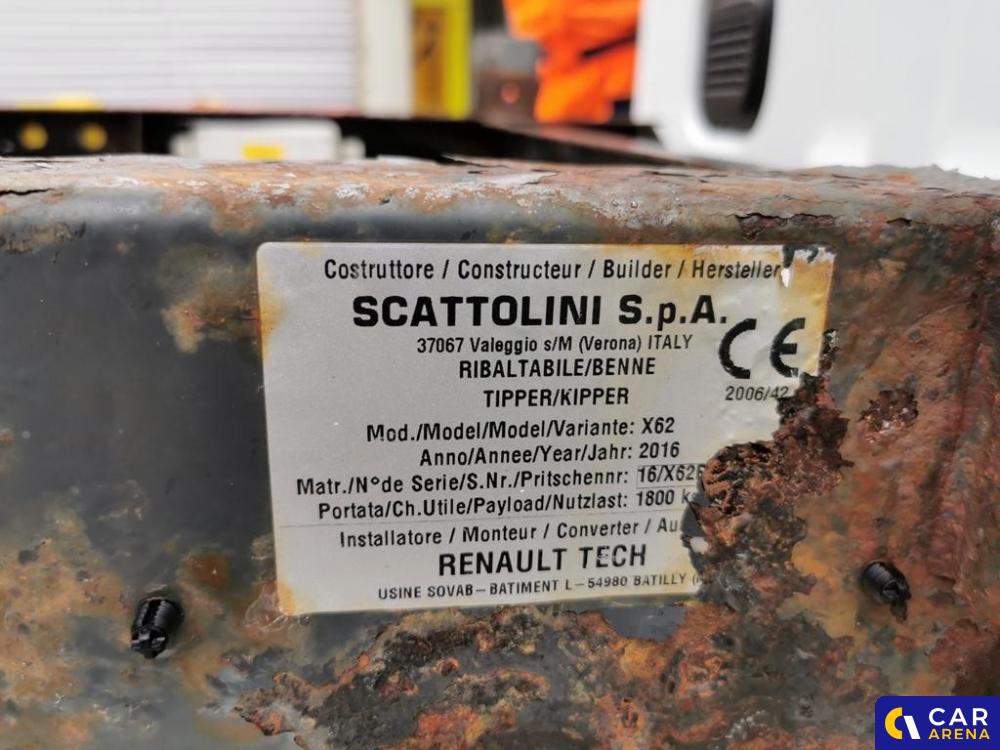 Costruttore / Constructeur / Builder / Hersteller
SCATTOLINI S.p.A.
37067 Valeggio s/M (Verona) ITALY
CE
RIBALTABILE/BENNE
2006/42
TIPPER/KIPPER
Mod./Model/Model/Variante: X62
Anno/Annee/Year/Jahr: 2016
Matr./N°de Serie/S.Nr./Pritschennr: 16/X62
Portata/Ch.Utile/Payload/Nutzlast: 1800
Installatore / Monteur / Converter /
RENAULT TECH
USINE SOVAB-BATIMENT L-54980 BATILLY
CAR
ARENA